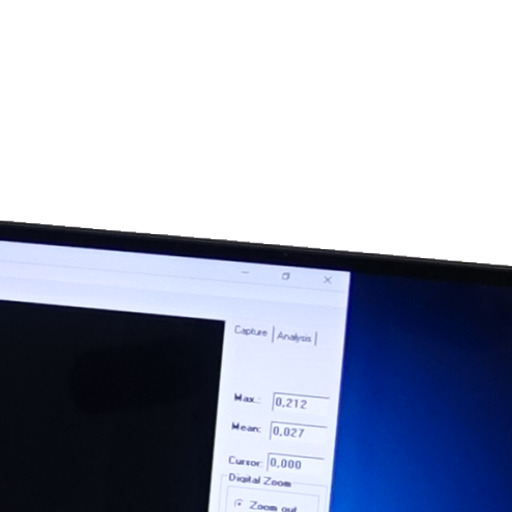 Capture Analysis
Max.: 0,212
Mean: 0,027
Cursor: 0,000
Digital Zoom
Zoom out